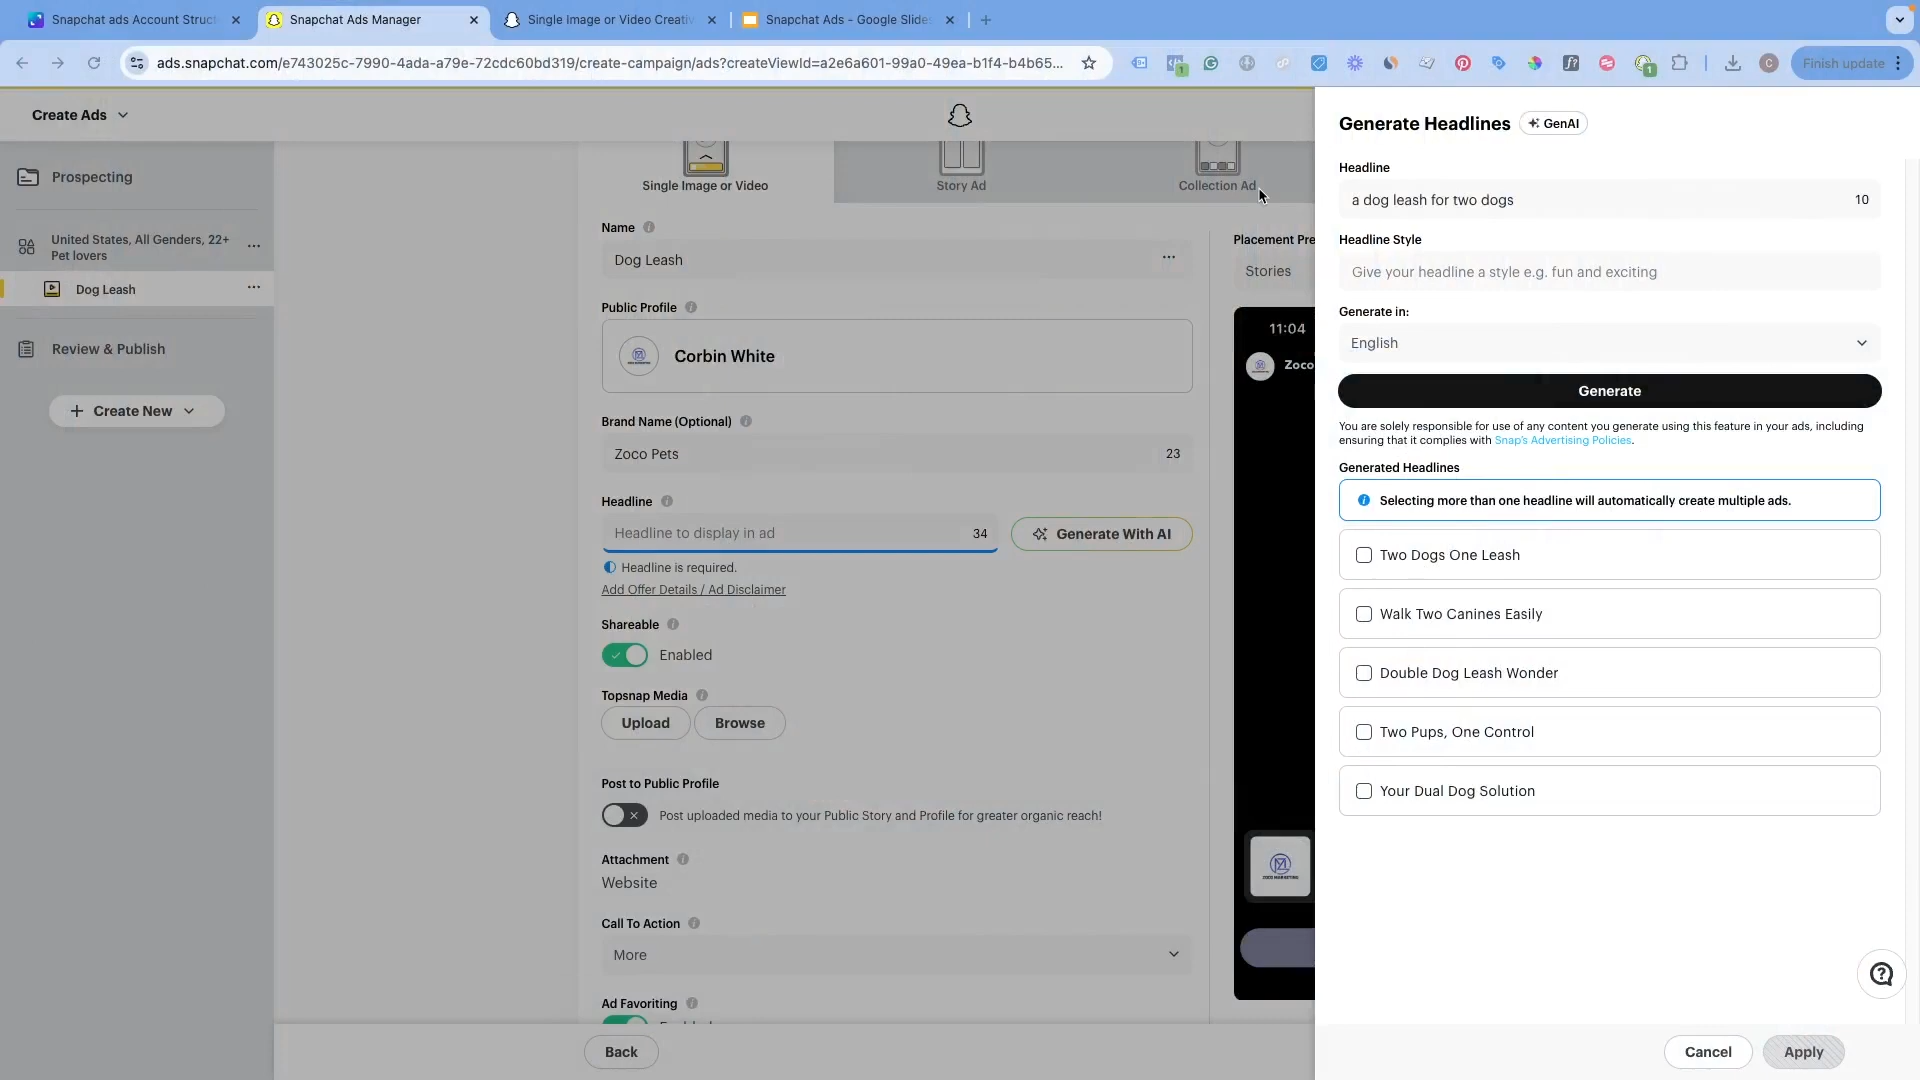 Snapchat ads Account Struct
Snapchat Ads Manager
Single Image or Video Creativ
Snapchat Ads - Google Slides
ads.snapchat.com/e743025c-7990-4ada-a79e-72cdc60bd319/create-campaign/ads?createViewId=a2e6a601-99a0-49ea-b1f4-b4b65...
1
f?
1
C
Finish update
Create Ads
Prospecting
United States, All Genders, 22+
Pet lovers
Dog Leash
Review & Publish
+ Create New
Single Image or Video
Story Ad
Collection Ad
Name
Dog Leash
Public Profile
Corbin White
Brand Name (Optional)
Zoco Pets
23
Headline
Headline to display in ad
34
Generate With AI
Headline is required.
Add Offer Details / Ad Disclaimer
Shareable
Enabled
Topsnap Media
Upload
Browse
Post to Public Profile
Post uploaded media to your Public Story and Profile for greater organic reach!
Attachment
Website
Call To Action
More
Ad Favoriting
Back
Placement Pre
Stories
11:04
Zoco
ZOCO MARKETING
Generate Headlines
GenAI
Headline
a dog leash for two dogs
10
Headline Style
Give your headline a style e.g. fun and exciting
Generate in:
English
Generate
You are solely responsible for use of any content you generate using this feature in your ads, including
ensuring that it complies with Snap's Advertising Policies.
Generated Headlines
Selecting more than one headline will automatically create multiple ads.
Two Dogs One Leash
Walk Two Canines Easily
Double Dog Leash Wonder
Two Pups, One Control
Your Dual Dog Solution
Cancel
Apply